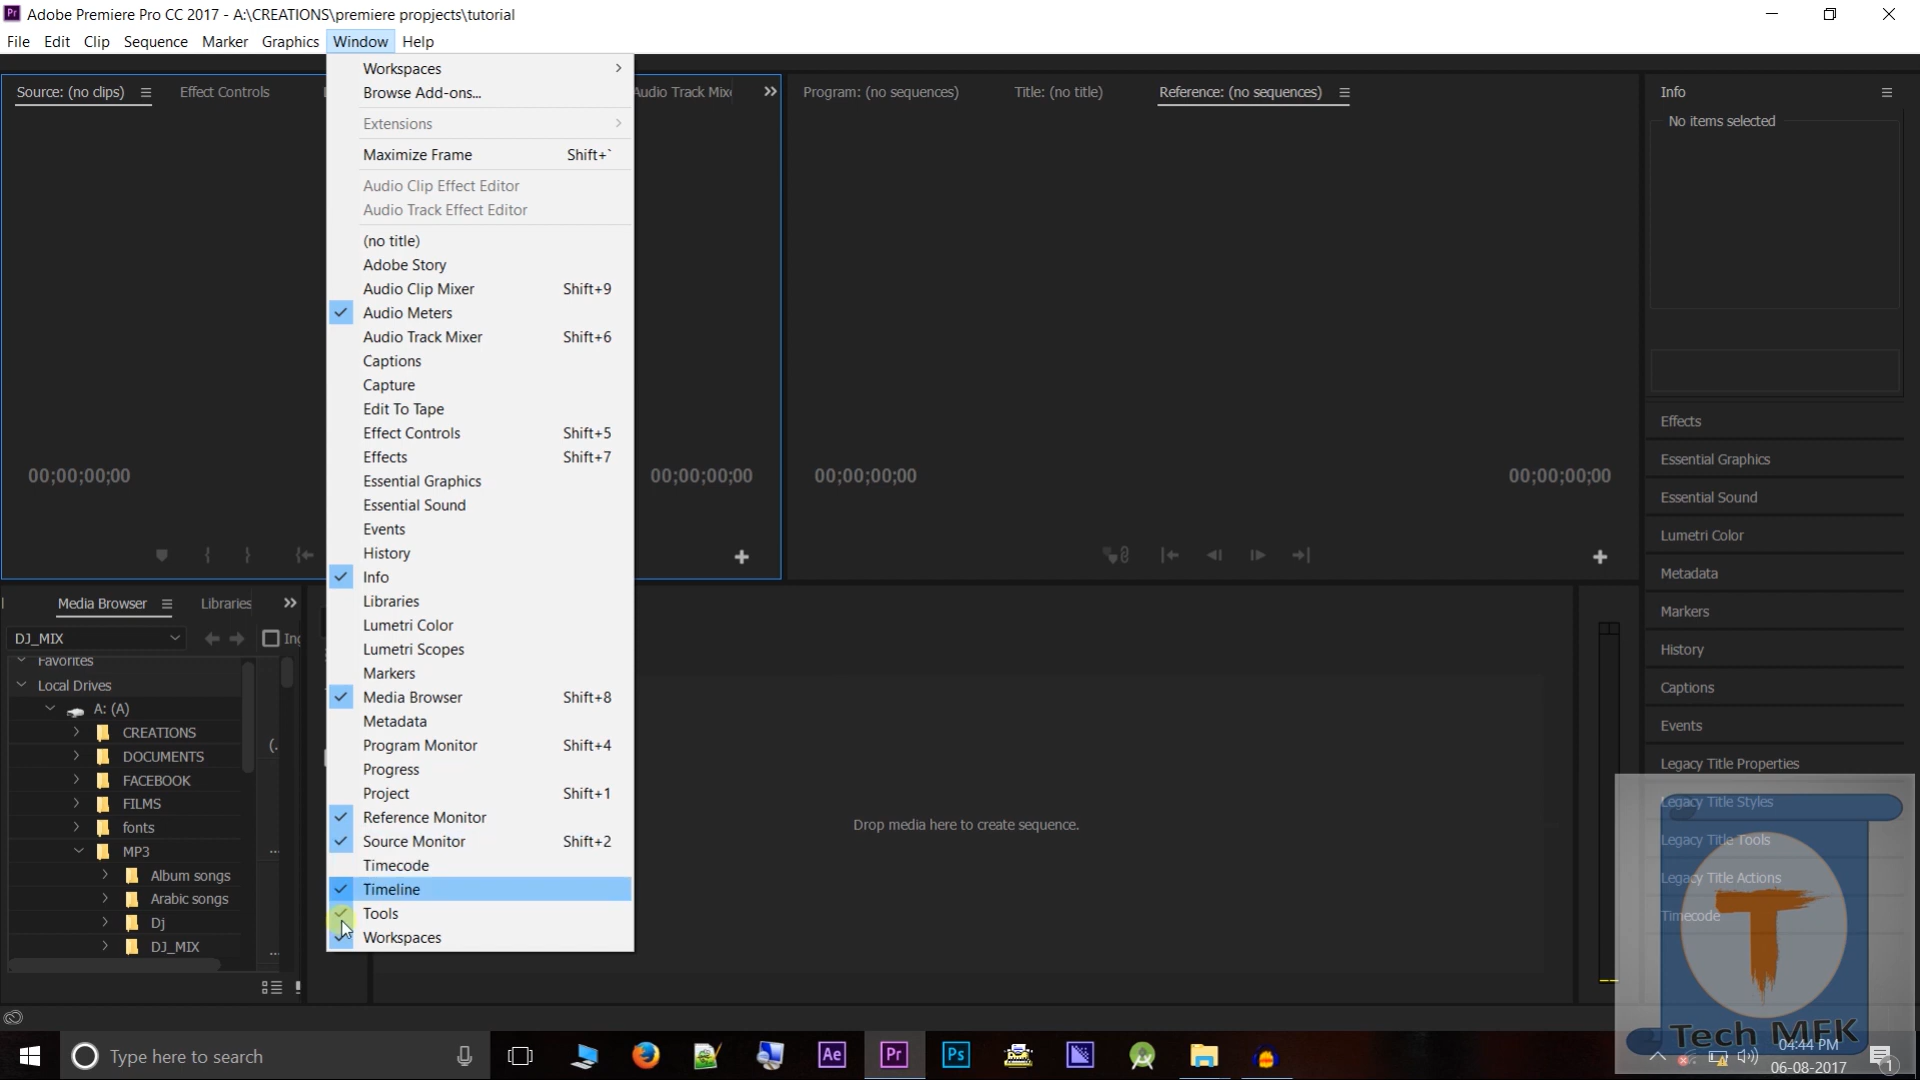 Adobe Premiere Pro CC 2017 - A:\CREATIONS\premiere propjects\tutorial
File Edit Clip Sequence Marker Graphics Window Help
Source: (no clips)
Effect Controls
Audio Track Mix
Program: (no sequences)
Title: (no title)
Reference: (no sequences)
Info
No items selected
Workspaces
Browse Add-ons...
Extensions
Maximize Frame Shift+`
Audio Clip Effect Editor
Audio Track Effect Editor
(no title)
Adobe Story
Audio Clip Mixer Shift+9
Audio Meters
Audio Track Mixer Shift+6
Captions
Capture
Edit To Tape
Effect Controls Shift+5
Effects Shift+7
Essential Graphics
Essential Sound
Events
History
Info
Libraries
Lumetri Color
Lumetri Scopes
Markers
Media Browser Shift+8
Metadata
Program Monitor Shift+4
Progress
Project Shift+1
Reference Monitor
Source Monitor Shift+2
Timecode
Timeline
Tools
Workspaces
00;00;00;00
00;00;00;00
00;00;00;00
00;00;00;00
Effects
Essential Graphics
Essential Sound
Lumetri Color
Metadata
Markers
History
Captions
Events
Legacy Title Properties
Legacy Title Styles
Legacy Title Tools
Legacy Title Actions
Timecode
Media Browser
Libraries
DJ_MIX
Ing
Favorites
Local Drives
A: (A)
CREATIONS
DOCUMENTS
FACEBOOK
FILMS
fonts
MP3
Album songs
Arabic songs
Dj
DJ_MIX
Drop media here to create sequence.
T
Tech MFK
Type here to search
Ae
Pr
Ps
04:44 PM
06-08-2017
1